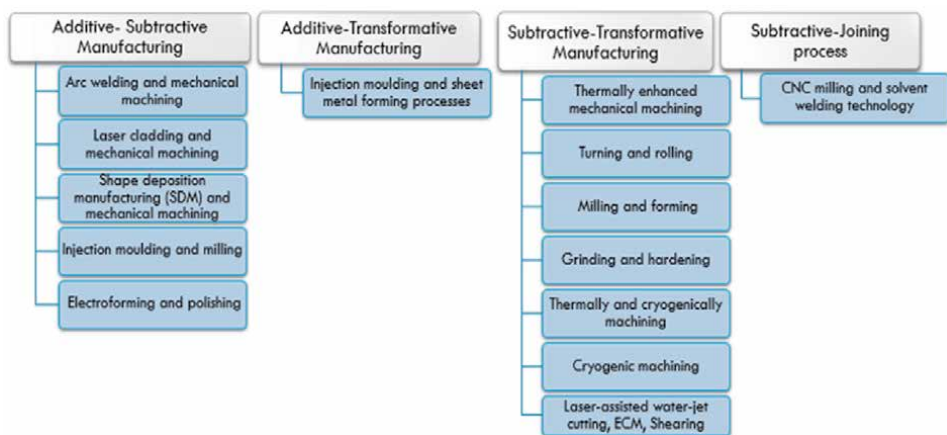 Additive- Subtractive
Manufacturing
Arc welding and mechanical
machining
Laser cladding and
mechanical machining
Shape deposition
manufacturing (SDM) and
mechanical machining
Injection moulding and milling
Electroforming and polishing
Additive-Transformative
Manufacturing
Injection moulding and sheet
metal forming processes
Subtractive-Transformative
Manufacturing
Thermally enhanced
mechanical machining
Turning and rolling
Milling and forming
Grinding and hardening
Thermally and cryogenically
machining
Cryogenic machining
Laser-assisted water-jet
cutting, ECM, Shearing
Subtractive-Joining
process
CNC milling and solvent
welding technology